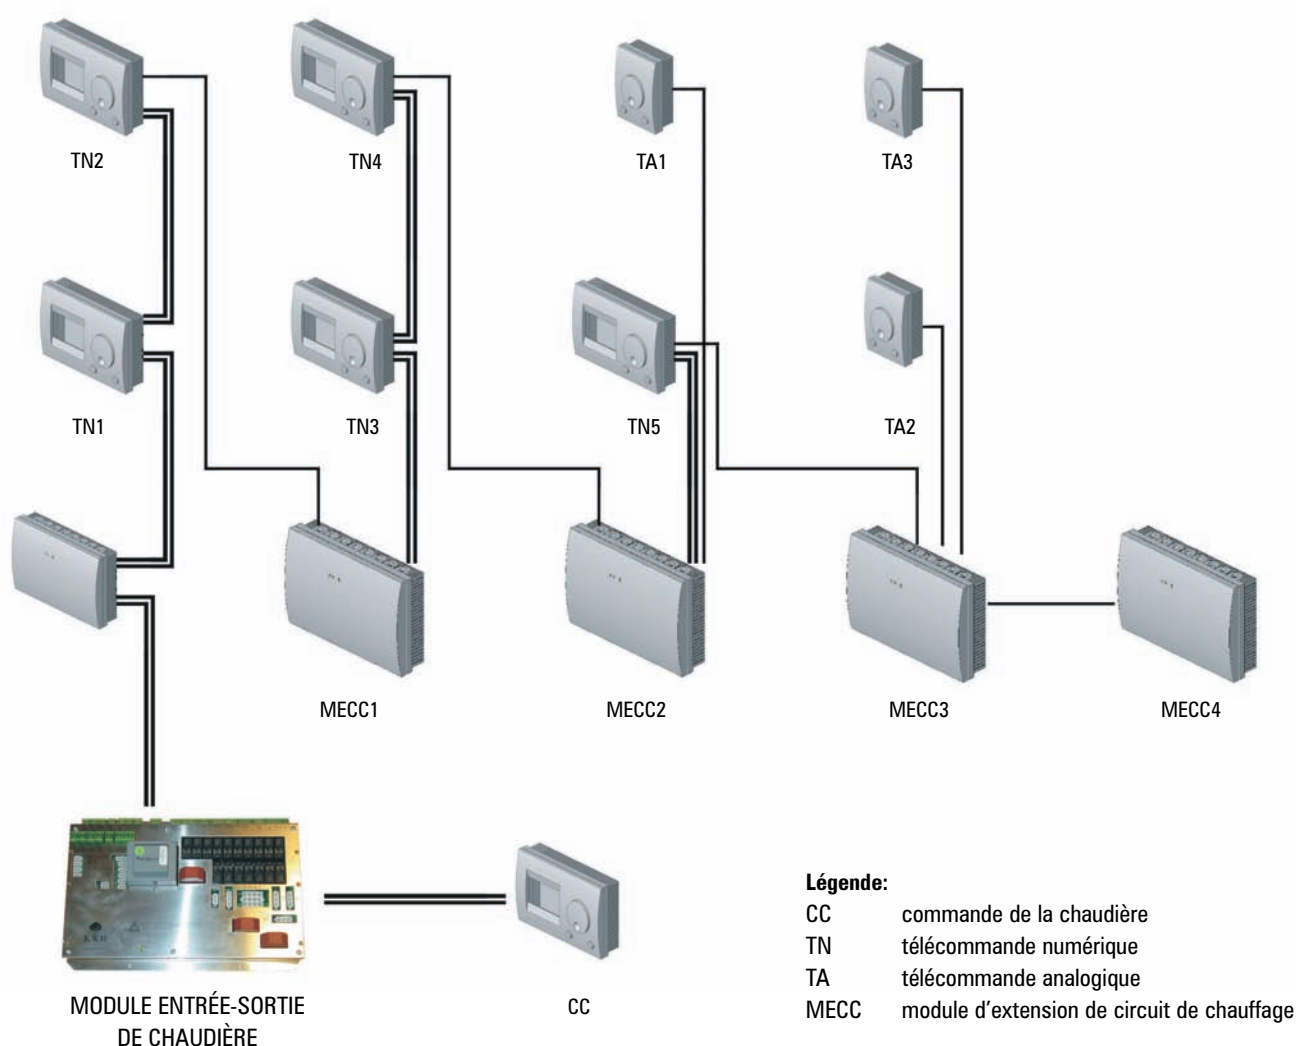 TN2
TN4
TA1
TA3
TN1
TN3
TN5
TA2
MECC1
MECC2
MECC3
MECC4
KWB
MODULE ENTRÉE-SORTIE
DE CHAUDIÈRE
CC
Légende:
CC commande de la chaudière
TN télécommande numérique
TA télécommande analogique
MECC module d'extension de circuit de chauffage